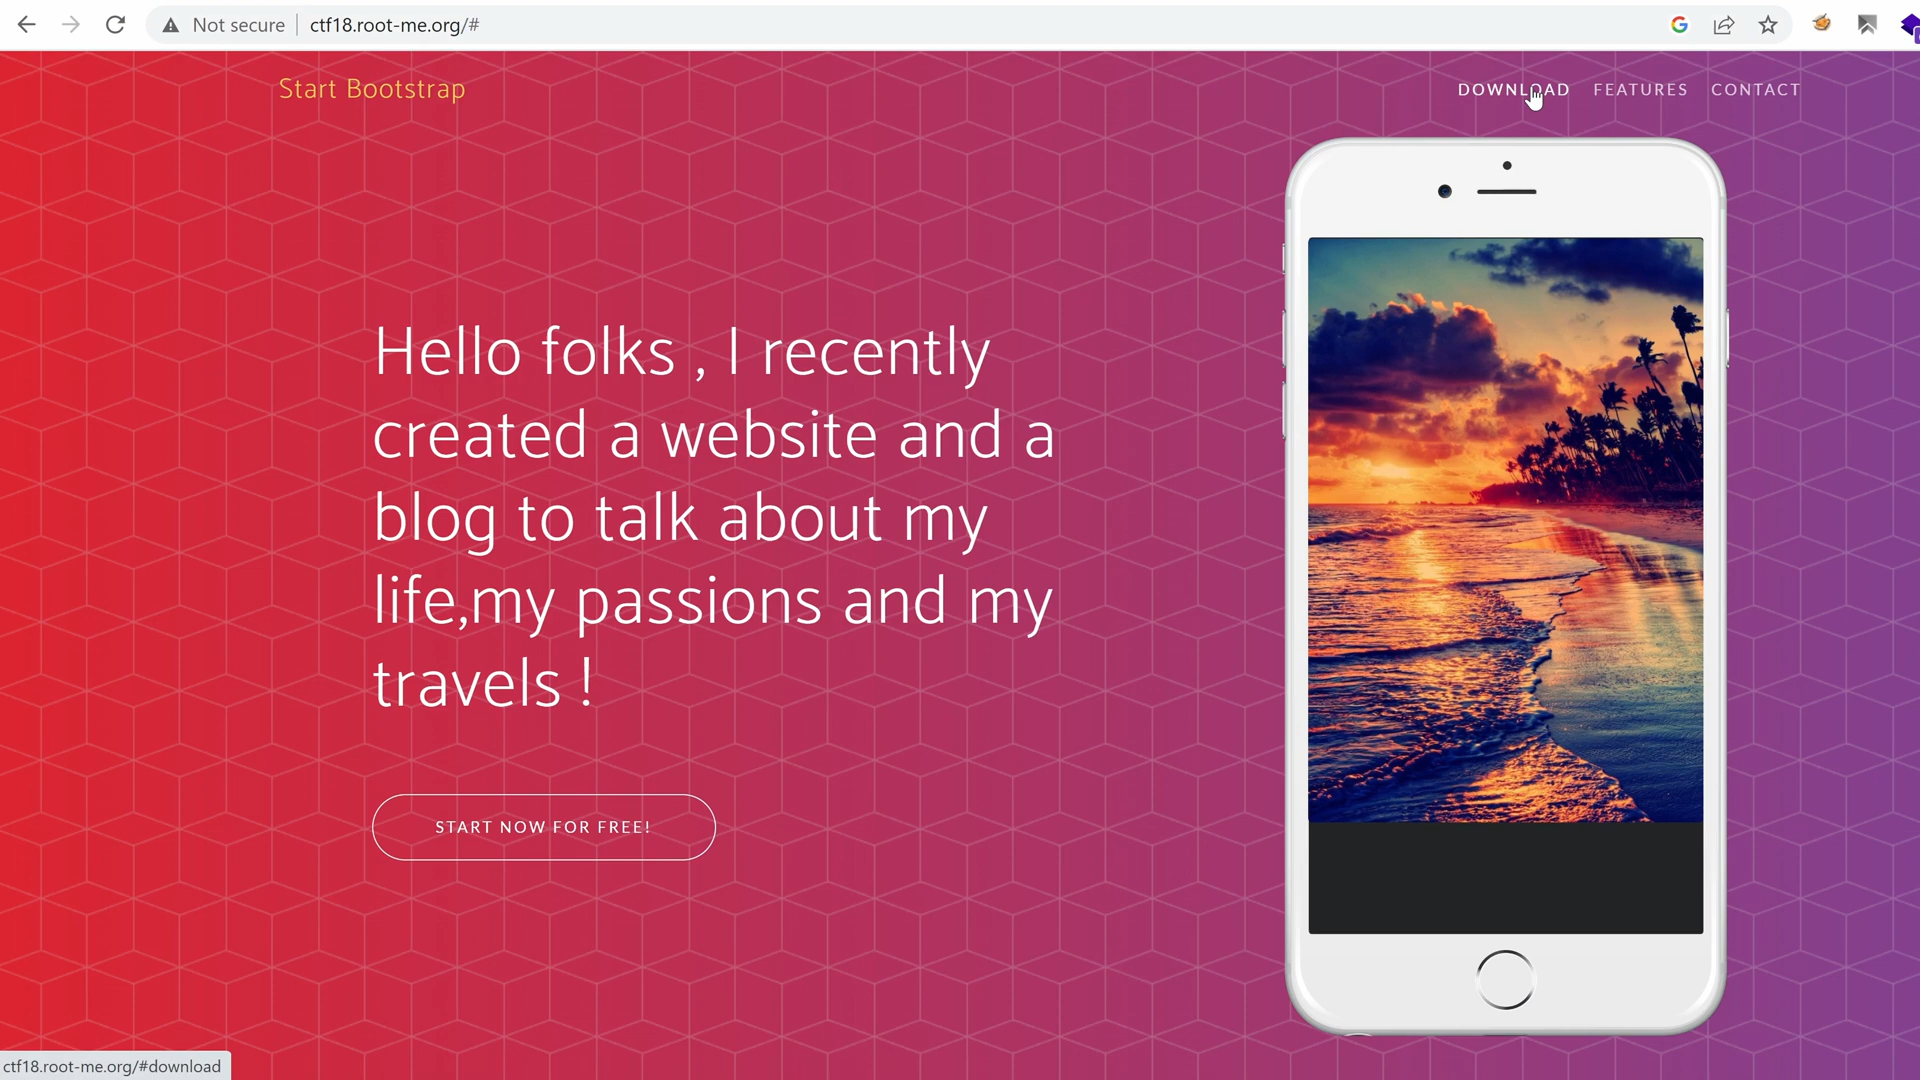 Not secure
ctf18.root-me.org/#
Start Bootstrap
DOWNLOAD FEATURES CONTACT
Hello folks , I recently
created a website and a
blog to talk about my
life,my passions and my
travels !
START NOW FOR FREE!
ctf18.root-me.org/#download